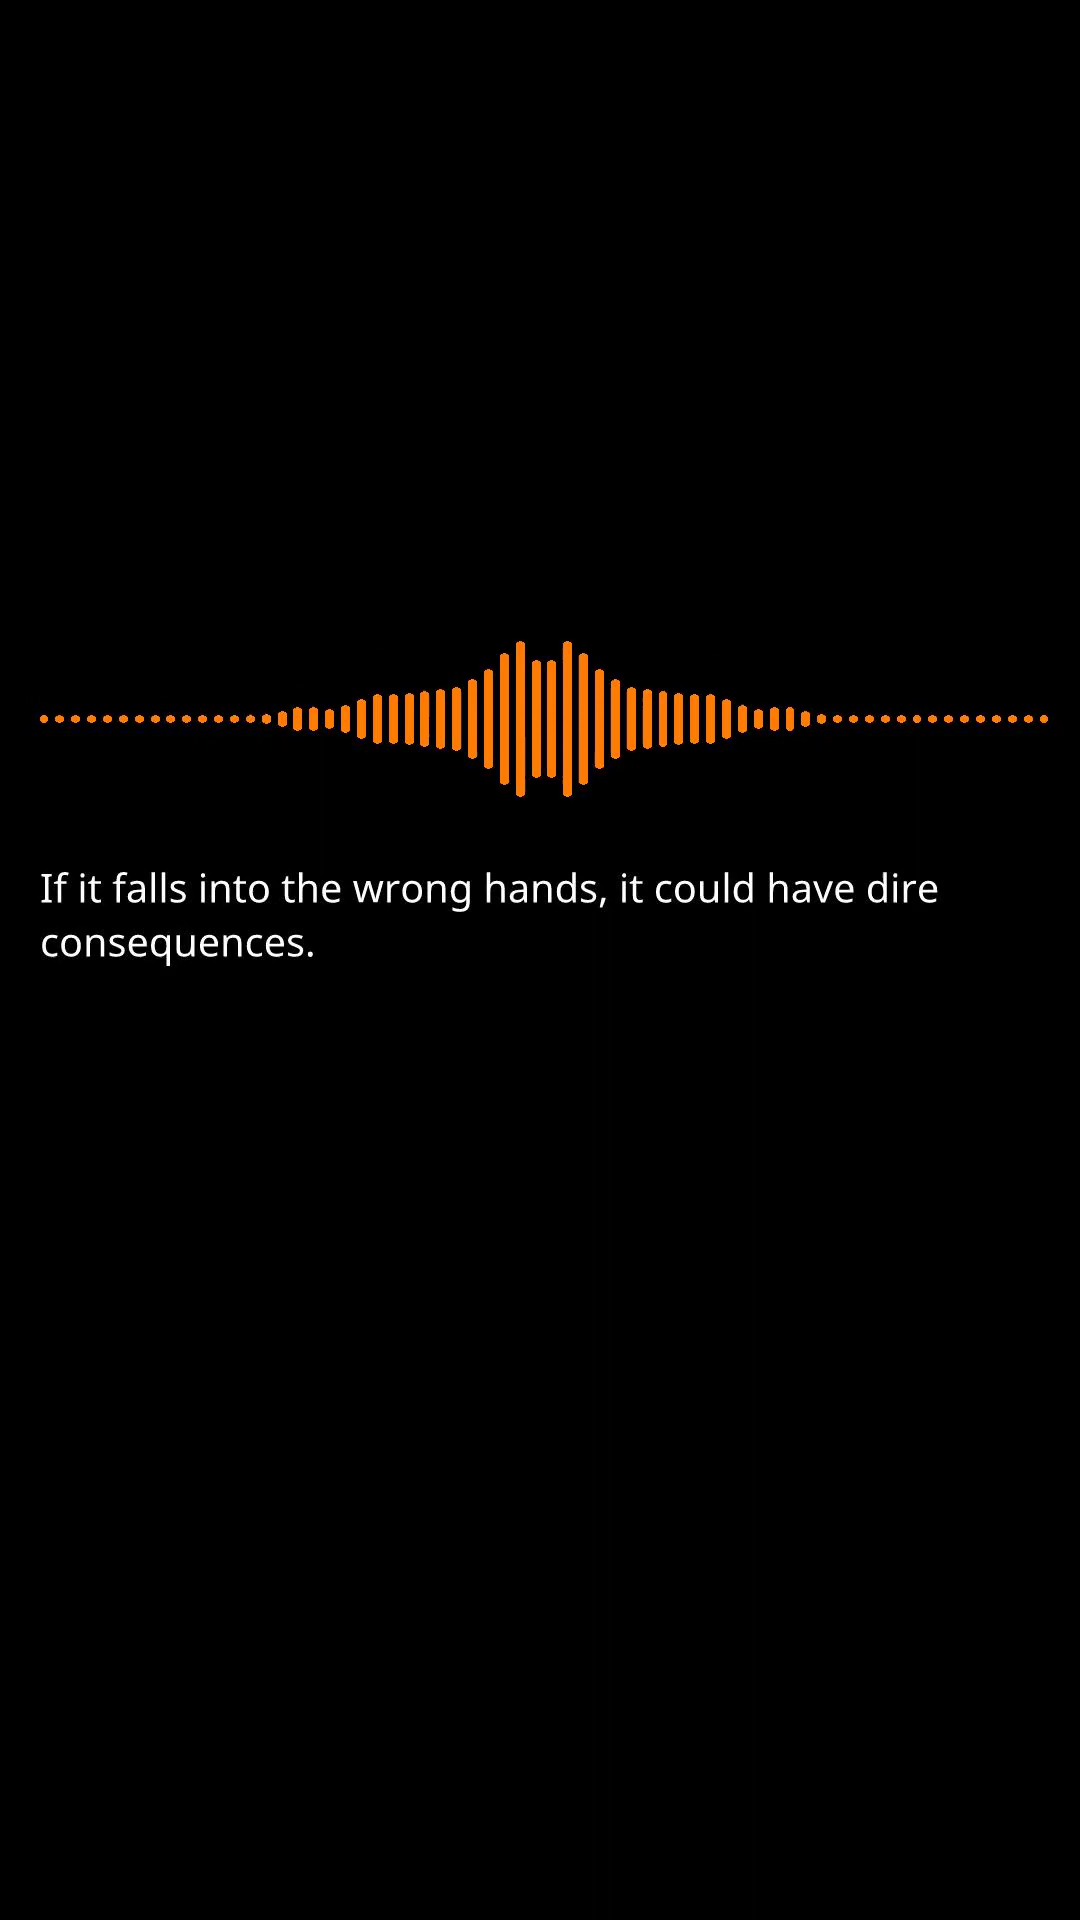 If it falls into the wrong hands, it could have dire
consequences.